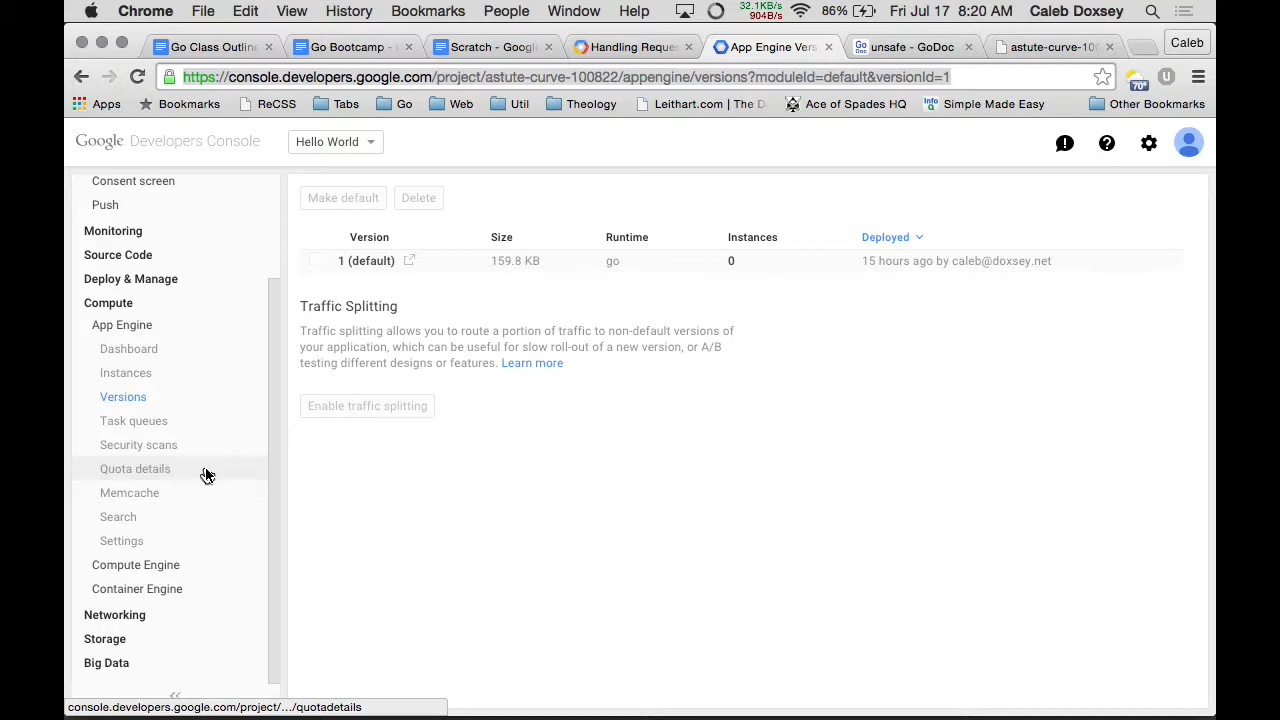 Chrome File Edit View History Bookmarks People Window Help 32.1KB/s 904B/s 86% Fri Jul 17 8:20 AM Caleb Doxsey
Go Class Outline Go Bootcamp - Scratch - Google Handling Reque App Engine Vers unsafe - GoDoc astute-curve-100 Caleb
https://console.developers.google.com/project/astute-curve-100822/appengine/versions?moduleId=default&versionId=1 70°
Apps Bookmarks ReCSS Tabs Go Web Util Theology Leithart.com | The D Ace of Spades HQ Info Q Simple Made Easy Other Bookmarks
Google Developers Console Hello World
Consent screen
Push
Monitoring
Source Code
Deploy & Manage
Compute
App Engine
Dashboard
Instances
Versions
Task queues
Security scans
Quota details
Memcache
Search
Settings
Compute Engine
Container Engine
Networking
Storage
Big Data
Make default Delete
Version Size Runtime Instances Deployed
1 (default) 159.8 KB go 0 15 hours ago by caleb@doxsey.net
Traffic Splitting
Traffic splitting allows you to route a portion of traffic to non-default versions of
your application, which can be useful for slow roll-out of a new version, or A/B
testing different designs or features. Learn more
Enable traffic splitting
console.developers.google.com/project/.../quotadetails